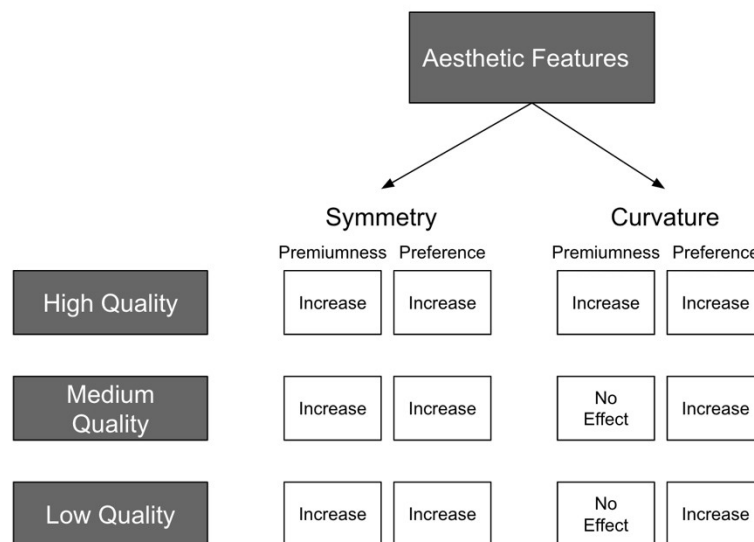 Aesthetic Features
Symmetry Curvature
Premiumness Preference Premiumness Preference
High Quality Increase Increase Increase Increase
Medium
Quality
Increase Increase
No
Effect
Increase
Low Quality Increase Increase
No
Effect
Increase